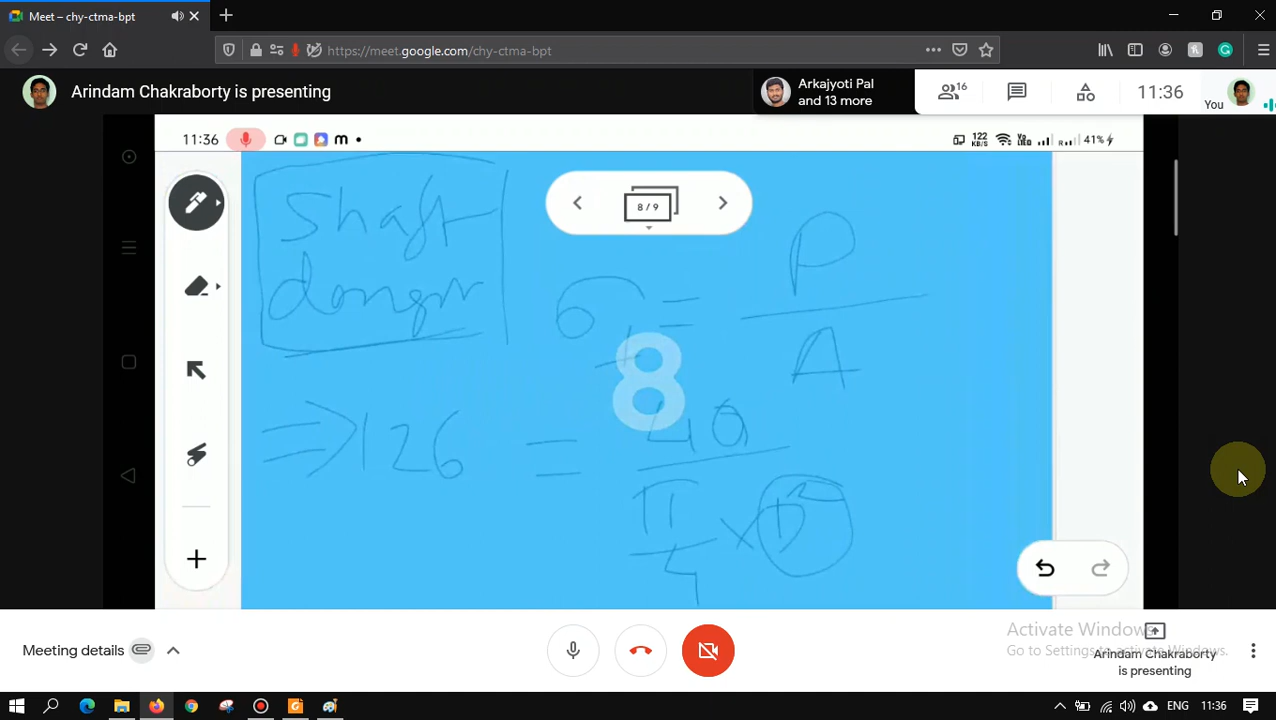 Meet – chy-ctma-bpt
https://meet.google.com/chy-ctma-bpt
Arindam Chakraborty is presenting
Arkajyoti Pal
and 13 more
16
11:36
You
11:36
m
122
KB/S
41%
Shaft
8 / 9
σt = P / A
8
⇒ 126 = 40 / π/4 × D²
Meeting details
Activate Windows
Go to Settings to activate Windows.
Arindam Chakraborty
is presenting
ENG
11:36